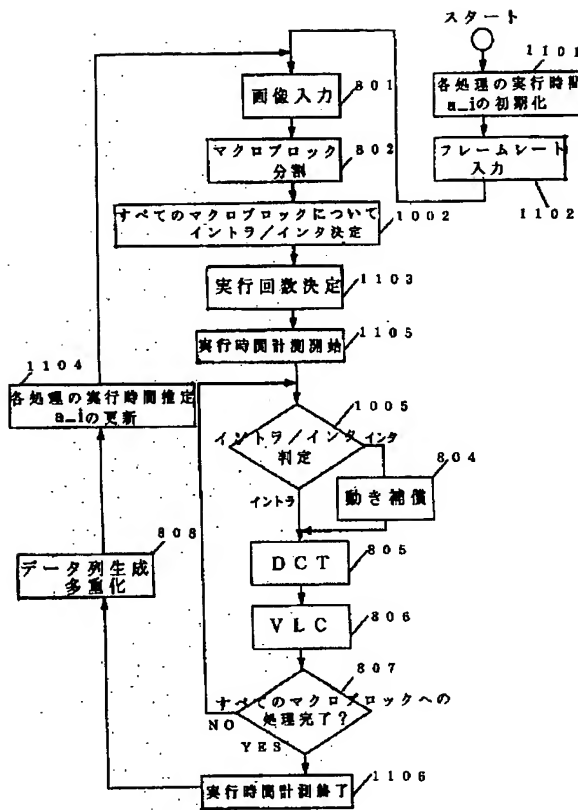 スタート
1101
各処理の実行時間
a_iの初期化
フレームシート
入力
1102
画像入力
801
マクロブロック
分割
802
すべてのマクロブロックについて
イントラ/インタ決定
1002
実行回数決定
1103
実行時間計測開始
1105
1104
各処理の実行時間推定
a_iの更新
1005
イントラ/インタ
判定
インタ
イントラ
804
動き補償
DCT
805
VLC
806
807
すべてのマクロブロックへの
処理完了?
NO
YES
808
データ列生成
多重化
実行時間計測終了
1106